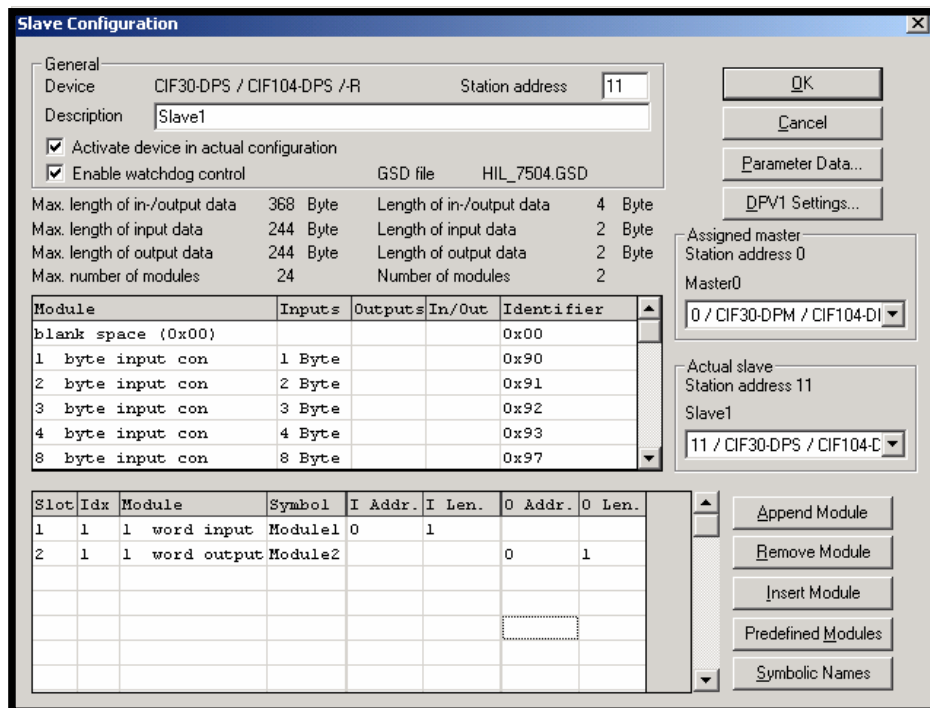 Slave Configuration
General
Device CIF30-DPS / CIF104-DPS /-R Station address 11
Description Slave1
Activate device in actual configuration
Enable watchdog control GSD file HIL_7504.GSD
Max. length of in-/output data 368 Byte Length of in-/output data 4 Byte
Max. length of input data 244 Byte Length of input data 2 Byte
Max. length of output data 244 Byte Length of output data 2 Byte
Max. number of modules 24 Number of modules 2
OK
Cancel
Parameter Data...
DPV1 Settings...
Assigned master
Station address 0
Master0
0 / CIF30-DPM / CIF104-DI
Actual slave
Station address 11
Slave1
11 / CIF30-DPS / CIF104-C
Module Inputs Outputs In/Out Identifier
blank space (0x00) 0x00
1 byte input con 1 Byte 0x90
2 byte input con 2 Byte 0x91
3 byte input con 3 Byte 0x92
4 byte input con 4 Byte 0x93
8 byte input con 8 Byte 0x97
Slot Idx Module Symbol I Addr. I Len. O Addr. O Len.
1 1 1 word input Module1 0 1
2 1 1 word output Module2 0 1
Append Module
Remove Module
Insert Module
Predefined Modules
Symbolic Names